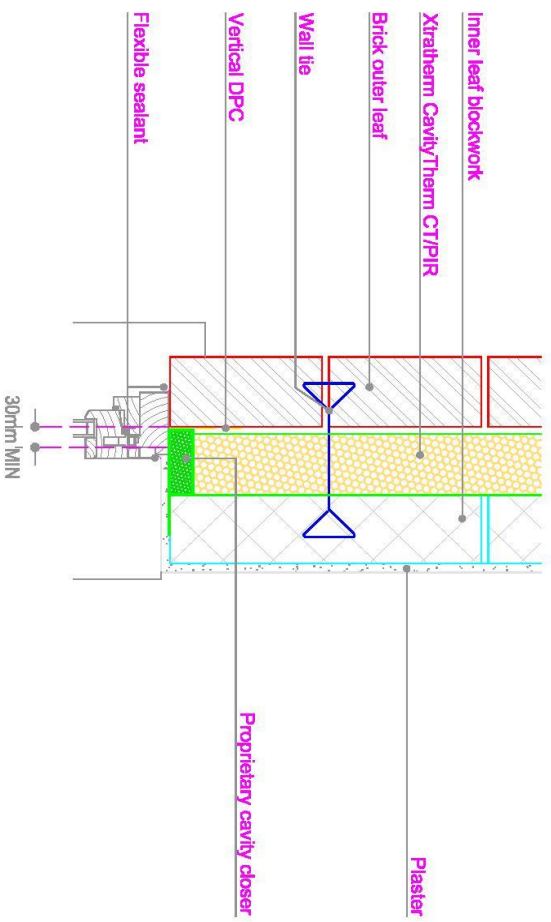 Inner leaf blockwork
Xtratherm CavityTherm CT/PIR
Brick outer leaf
Wall tie
Vertical DPC
Flexible sealant
Plaster
Proprietary cavity closer
30mm MIN